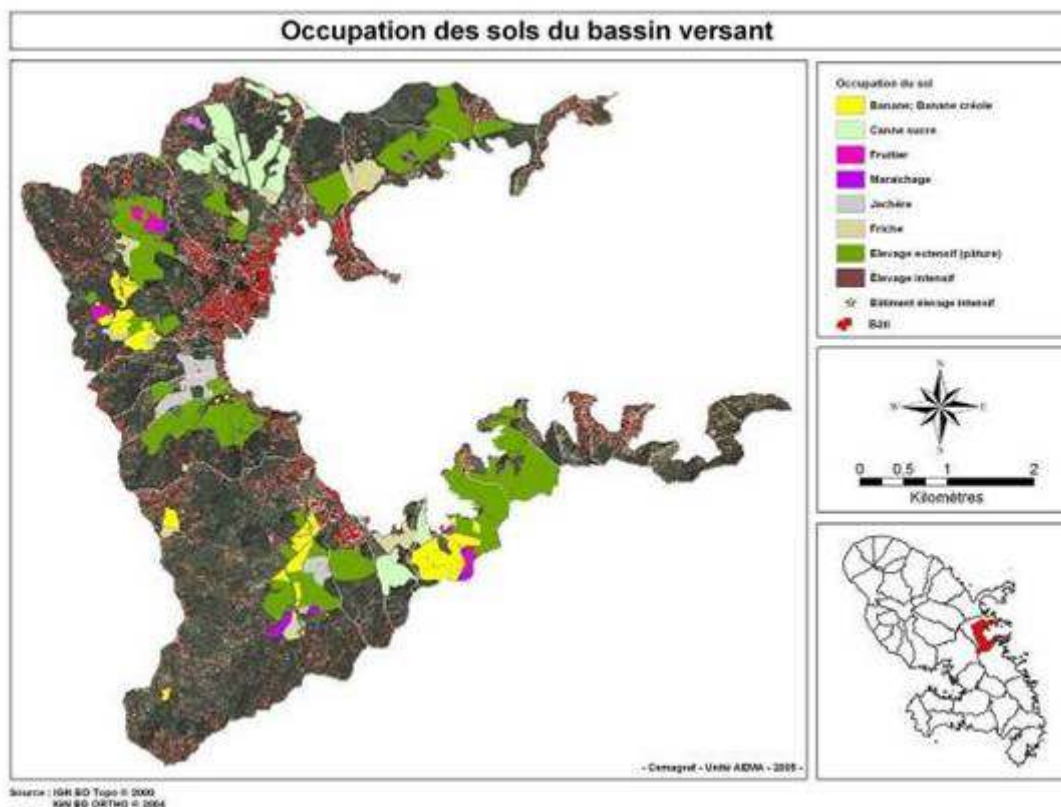 Occupation des sols du bassin versant
Occupation du sol
Banane; Banane créole
Canne sucre
Fruitier
Maraichage
Jachère
Friche
Elevage extensif (pâture)
Élevage intensif
Bâtiment élevage intensif
Bâti
N
W
E
S
0 0.5 1 2
Kilomètres
- Cemagref - Unité AEMA - 2005 -
Source : IGN BD Topo ©
IGN BD ORTHO © 2004